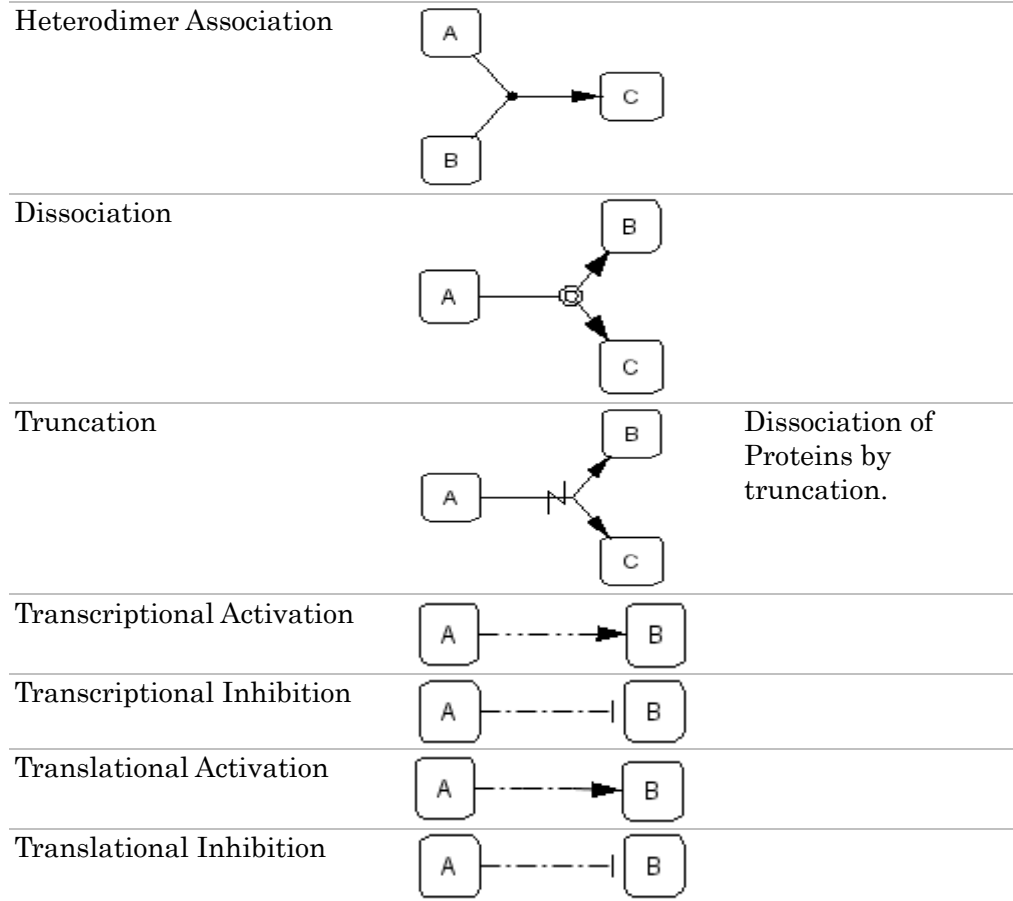 Heterodimer Association
A
C
B
Dissociation
B
A
C
Truncation
B
Dissociation of
Proteins by
truncation.
A
C
Transcriptional Activation
A
B
Transcriptional Inhibition
A
B
Translational Activation
A
B
Translational Inhibition
A
B